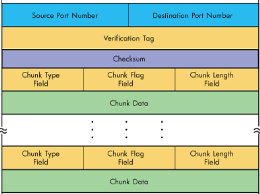 Source Port Number Destination Port Number
Verification Tag
Checksum
Chunk Type Field Chunk Flag Field Chunk Length Field
Chunk Data
Chunk Type Field Chunk Flag Field Chunk Length Field
Chunk Data